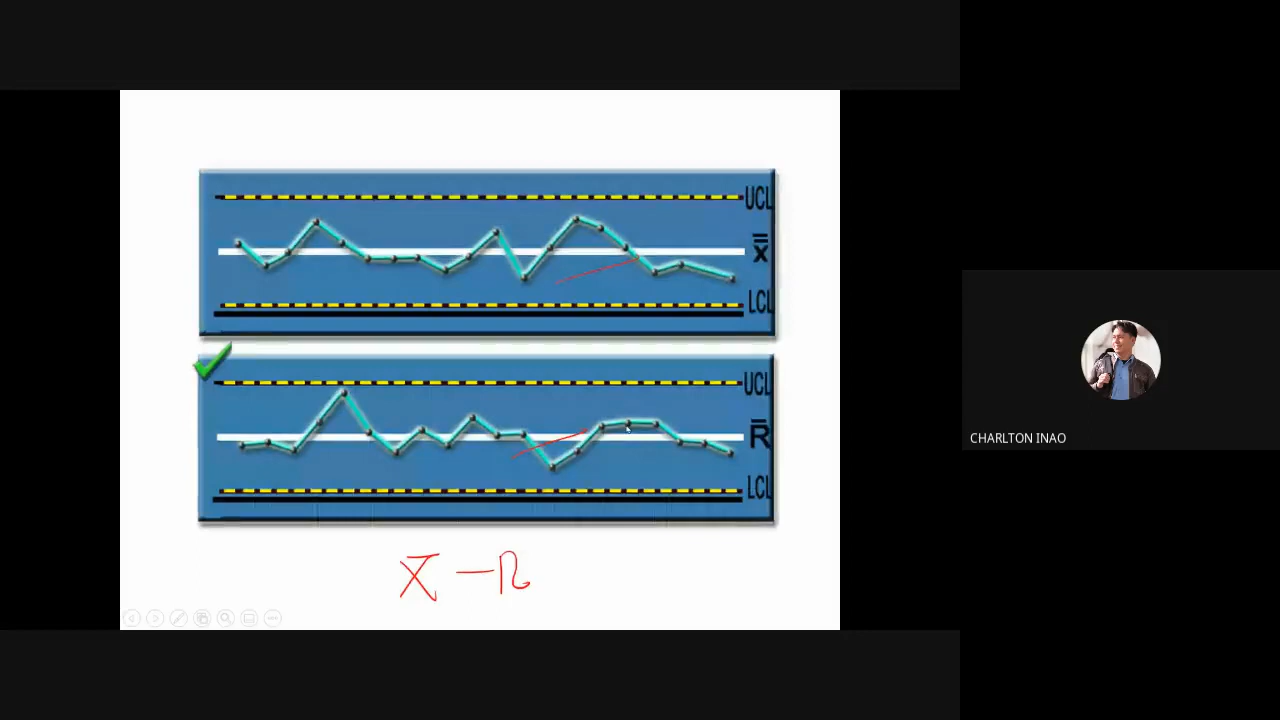 UCL
X̿
LCL
UCL
R̅
LCL
X̅ - R
CHARLTON INAO